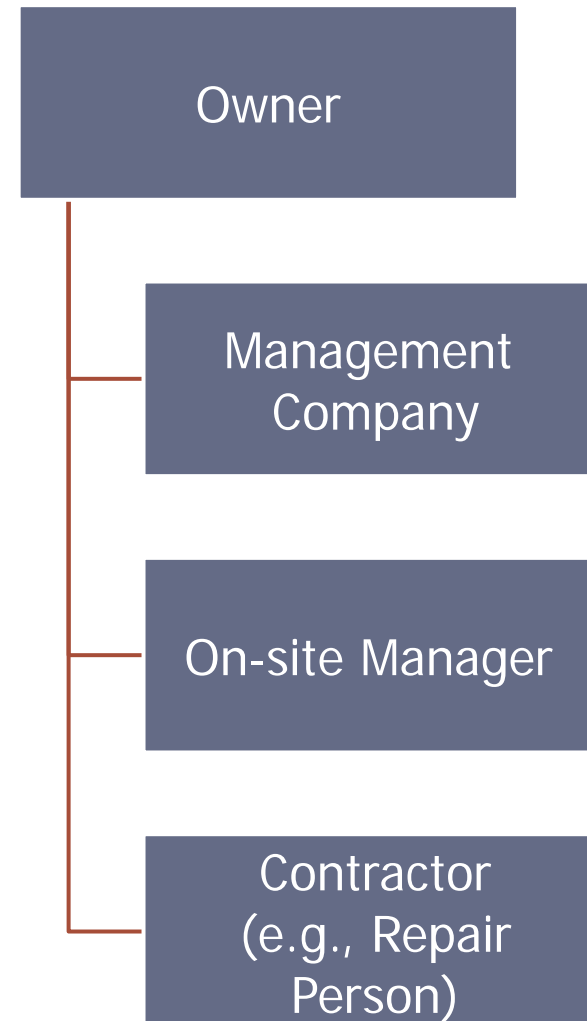 Owner
Management
Company
On-site Manager
Contractor
(e.g., Repair
Person)